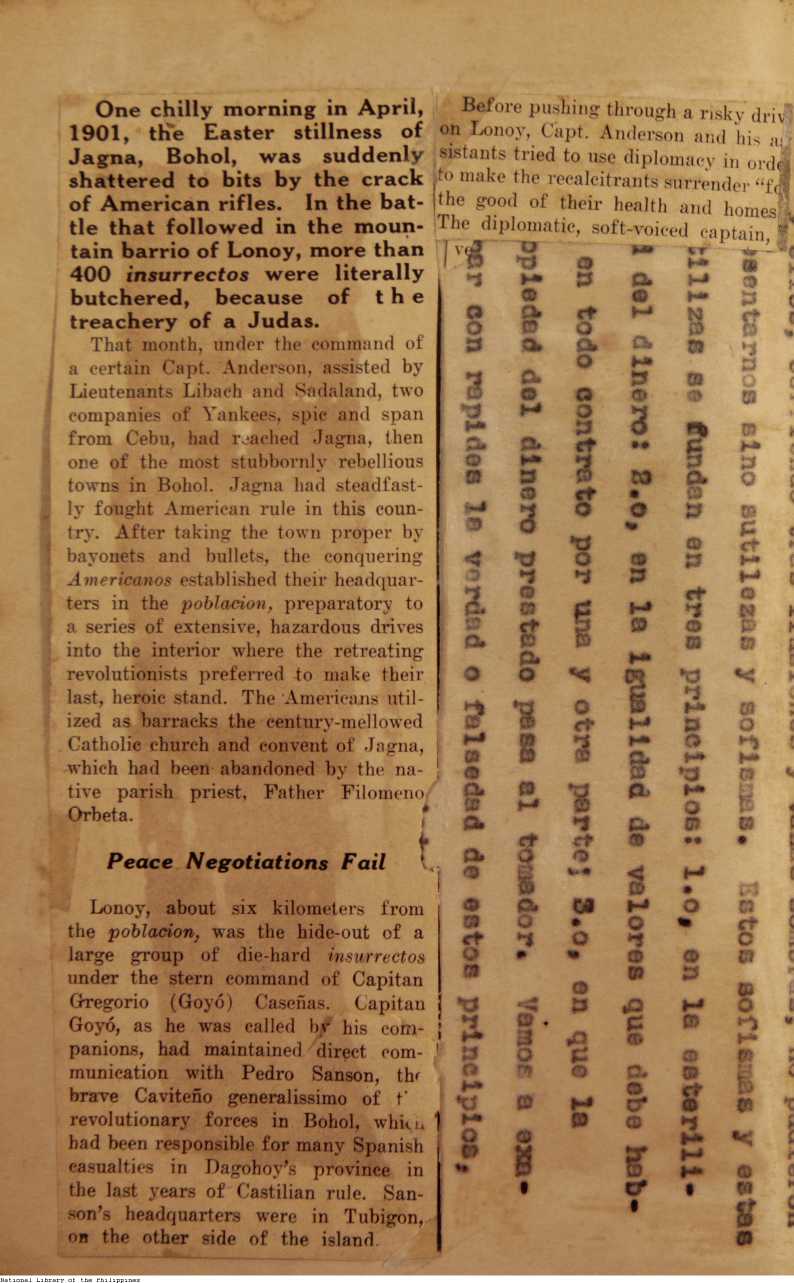 One chilly morning in April,
1901, the Easter stillness of
Jagna, Bohol, was suddenly
shattered to bits by the crack
of American rifles. In the bat-
tle that followed in the moun-
tain barrio of Lonoy, more than
400 insurrectos were literally
butchered, because of the
treachery of a Judas.
That month, under the command of
a certain Capt. Anderson, assisted by
Lieutenants Libach and Sadaland, two
companies of Yankees, spic and span
from Cebu, had reached Jagna, then
one of the most stubbornly rebellious
towns in Bohol. Jagna had steadfast-
ly fought American rule in this coun-
try. After taking the town proper by
bayonets and bullets, the conquering
Americanos established their headquar-
ters in the poblacion, preparatory to
a series of extensive, hazardous drives
into the interior where the retreating
revolutionists preferred to make their
last, heroic stand. The Americans util-
ized as barracks the century-mellowed
Catholic church and convent of Jagna,
which had been abandoned by the na-
tive parish priest, Father Filomeno
Orbeta.
Peace Negotiations Fail
Lonoy, about six kilometers from
the poblacion, was the hide-out of a
large group of die-hard insurrectos
under the stern command of Capitan
Gregorio (Goyó) Caseñas. Capitan
Goyó, as he was called by his com-
panions, had maintained direct com-
munication with Pedro Sanson, the
brave Caviteño generalissimo of
revolutionary forces in Bohol, which
had been responsible for many Spanish
casualties in Dagohoy's province in
the last years of Castilian rule. San-
son's headquarters were in Tubigon,
on the other side of the island.
Before pushing through a risky driv
on Lonoy, Capt. Anderson and his a
sistants tried to use diplomacy in orde
to make the recalcitrants surrender "fo
the good of their health and homes
The diplomatic, soft-voiced captain,
sentarnos sino sutilezas y sofismas. Estos sofismas y estas
tilezas se fundan en tres principios: 1.o, en la esterili-
d del dinero: 2.o, en la igualidad de valores que debe hab-
en todo contrato por una y otra parte; 3.o, en que la
opiedad del dinero prestado pasa al tomador. Vamos a exa-
ar con rapidez la verdad o falsedad de estos principios.
National Library of the Philippines